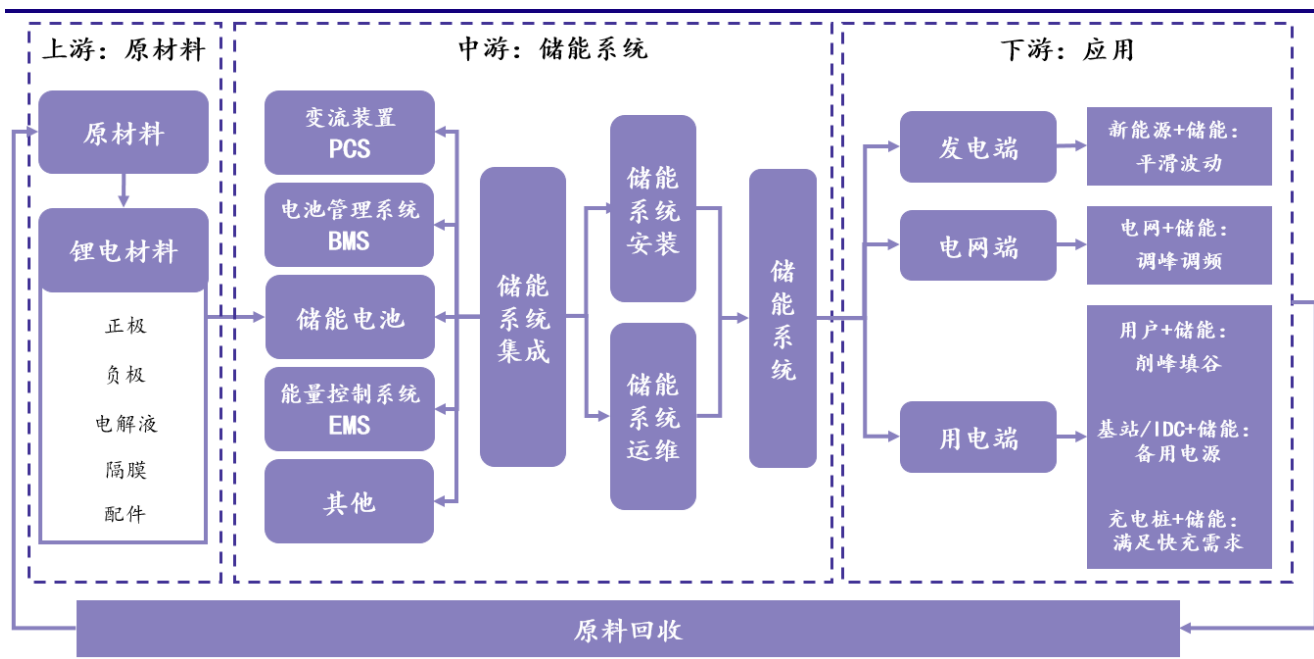 上游：原材料
原材料
锂电材料
正极
负极
电解液
隔膜
配件
中游：储能系统
变流装置
PCS
电池管理系统
BMS
储能电池
能量控制系统
EMS
其他
储能
系统
集成
储能
系统
安装
储能
系统
运维
储
能
系
统
下游：应用
发电端
新能源+储能：
平滑波动
电网端
电网+储能：
调峰调频
用电端
用户+储能：
削峰填谷
基站/IDC+储能：
备用电源
充电桩+储能：
满足快充需求
原料回收